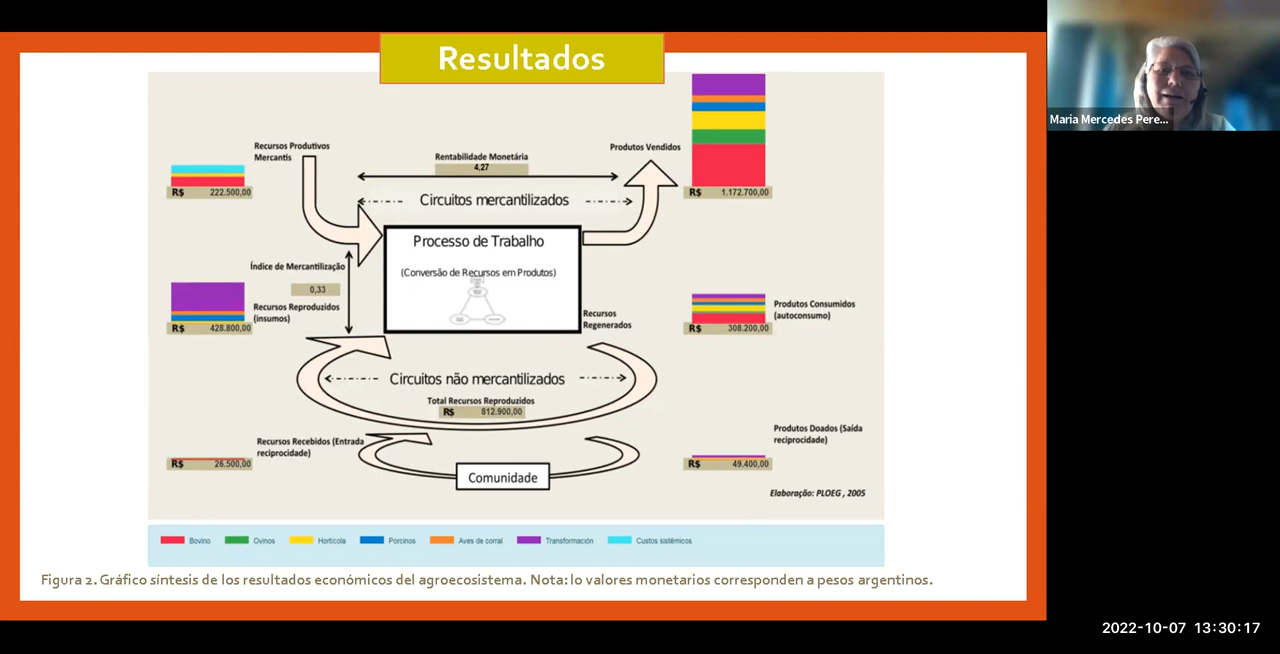 Resultados
Maria Mercedes Pere...
Recursos Produtivos
Mercantis
R$ 222.500,00
Rentabilidade Monetária
4,27
Produtos Vendidos
R$ 1.172.700,00
Circuitos mercantilizados
Processo de Trabalho
(Conversão de Recursos em Produtos)
Índice de Mercantilização
0,33
Recursos Reproduzidos
(insumos)
R$ 428.800,00
Recursos
Regenerados
Produtos Consumidos
(autoconsumo)
R$ 308.200,00
Circuitos não mercantilizados
Total Recursos Reproduzidos
R$ 812.900,00
Recursos Recebidos (Entrada
reciprocidade)
R$ 26.500,00
Produtos Doados (Saída
reciprocidade)
R$ 49.400,00
Comunidade
Elaboração: PLOEG , 2005
Bovino Ovinos Hortícola Porcinos Aves de corral Transformación Custos sistêmicos
Figura 2. Gráfico síntesis de los resultados económicos del agroecosistema. Nota: lo valores monetarios corresponden a pesos argentinos.
2022-10-07 13:30:17